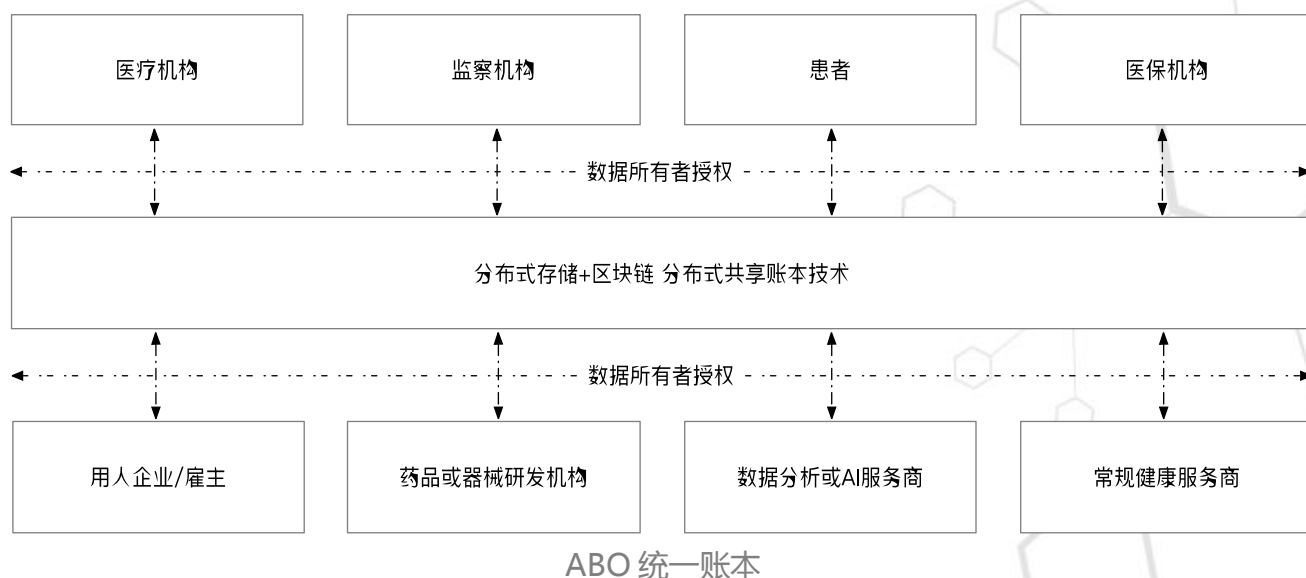 医疗机构
监察机构
患者
医保机构
数据所有者授权
分布式存储+区块链 分布式共享账本技术
数据所有者授权
用人企业/雇主
药品或器械研发机构
数据分析或AI服务商
常规健康服务商
ABO 统一账本